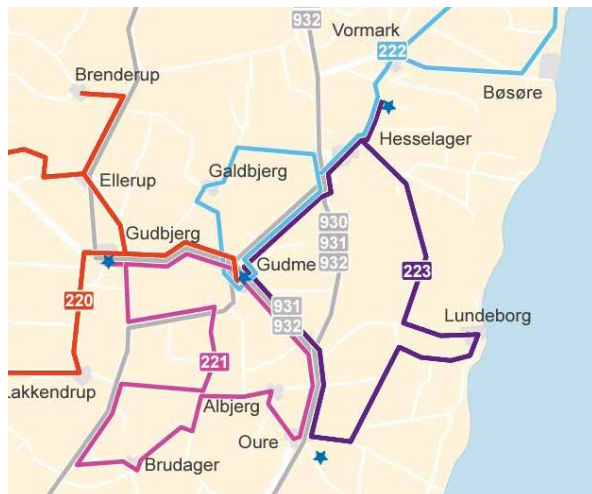 932
Vormark
222
Brenderup
Bøsøre
Hesselager
Ellerup
Galdbjerg
Gudbjerg
930
931
932
Gudme
223
220
931
932
Lundeborg
221
Lakkendrup
Albjerg
Oure
Brudager